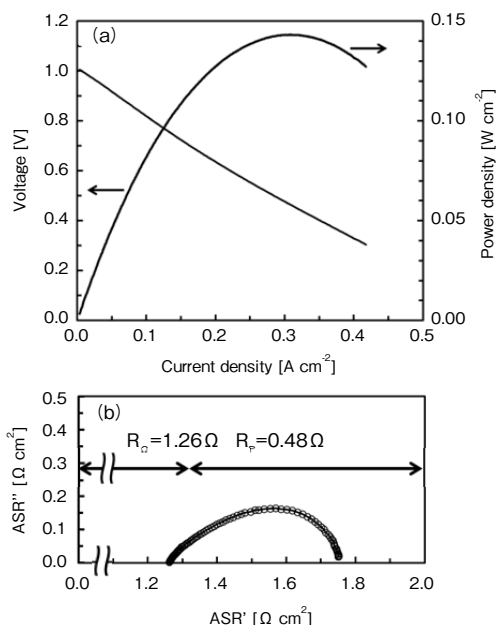 (a)
Voltage [V]
1.2
1.0
0.8
0.6
0.4
0.2
0.0
0.15
0.10
0.05
0.00
Power density [W cm⁻²]
0.0 0.1 0.2 0.3 0.4 0.5
Current density [A cm⁻²]
(b)
ASR'' [Ω cm²]
0.5
0.4
0.3
0.2
0.1
0.0
R_Ω=1.26Ω R_P=0.48Ω
0.0 1.2 1.4 1.6 1.8 2.0
ASR' [Ω cm²]